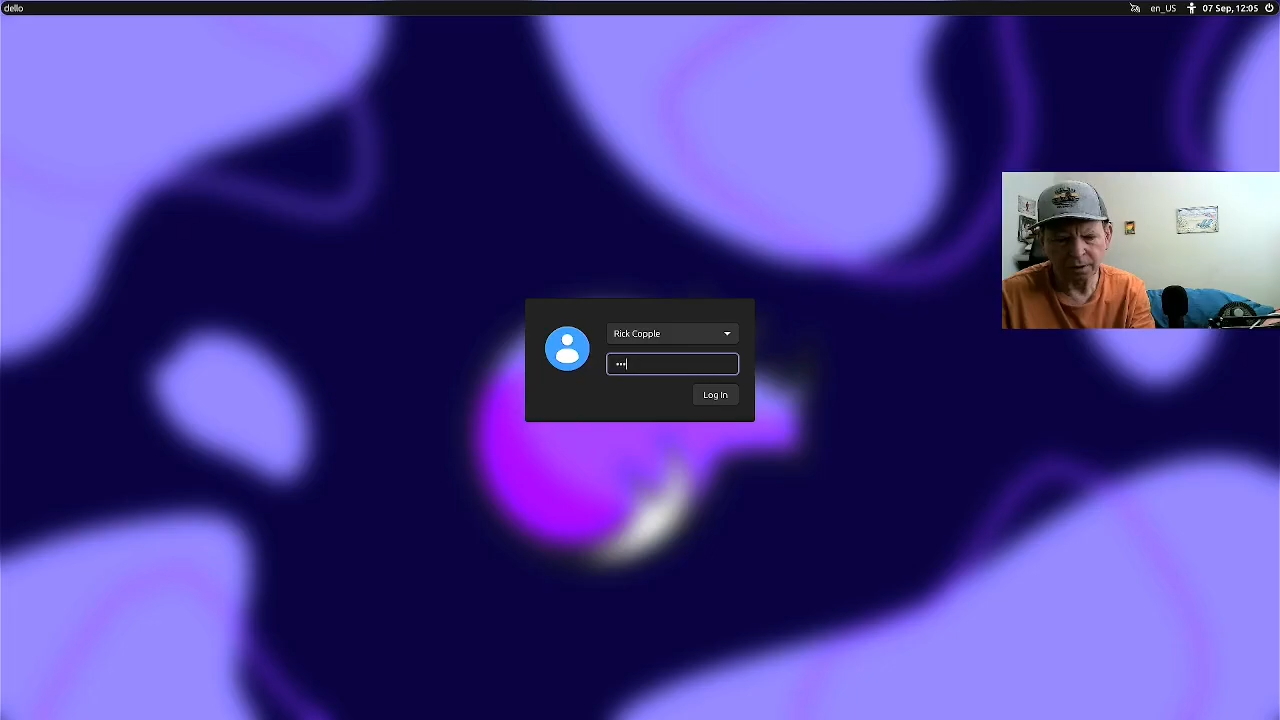 dello
en_US
07 Sep, 12:05
Rick Copple
•••
Log In